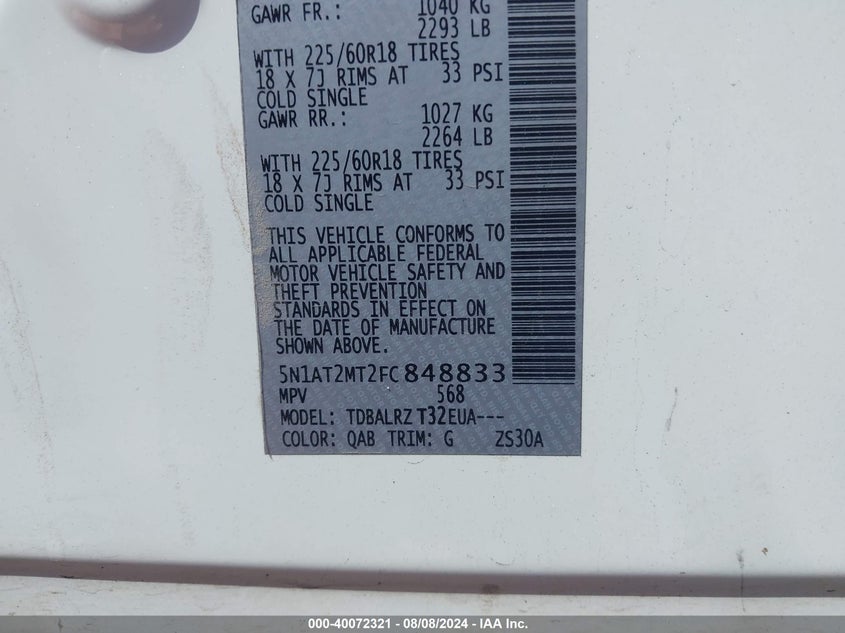 GAWR FR.: 1040 KG
2293 LB
WITH 225/60R18 TIRES
18 X 7J RIMS AT 33 PSI
COLD SINGLE
GAWR RR.: 1027 KG
2264 LB
WITH 225/60R18 TIRES
18 X 7J RIMS AT 33 PSI
COLD SINGLE
THIS VEHICLE CONFORMS TO
ALL APPLICABLE FEDERAL
MOTOR VEHICLE SAFETY AND
THEFT PREVENTION
STANDARDS IN EFFECT ON
THE DATE OF MANUFACTURE
SHOWN ABOVE.
5N1AT2MT2FC848833
MPV 568
MODEL: TDBALRZ T32EUA---
COLOR: QAB TRIM: G ZS30A
000-40072321 - 08/08/2024 - IAA Inc.